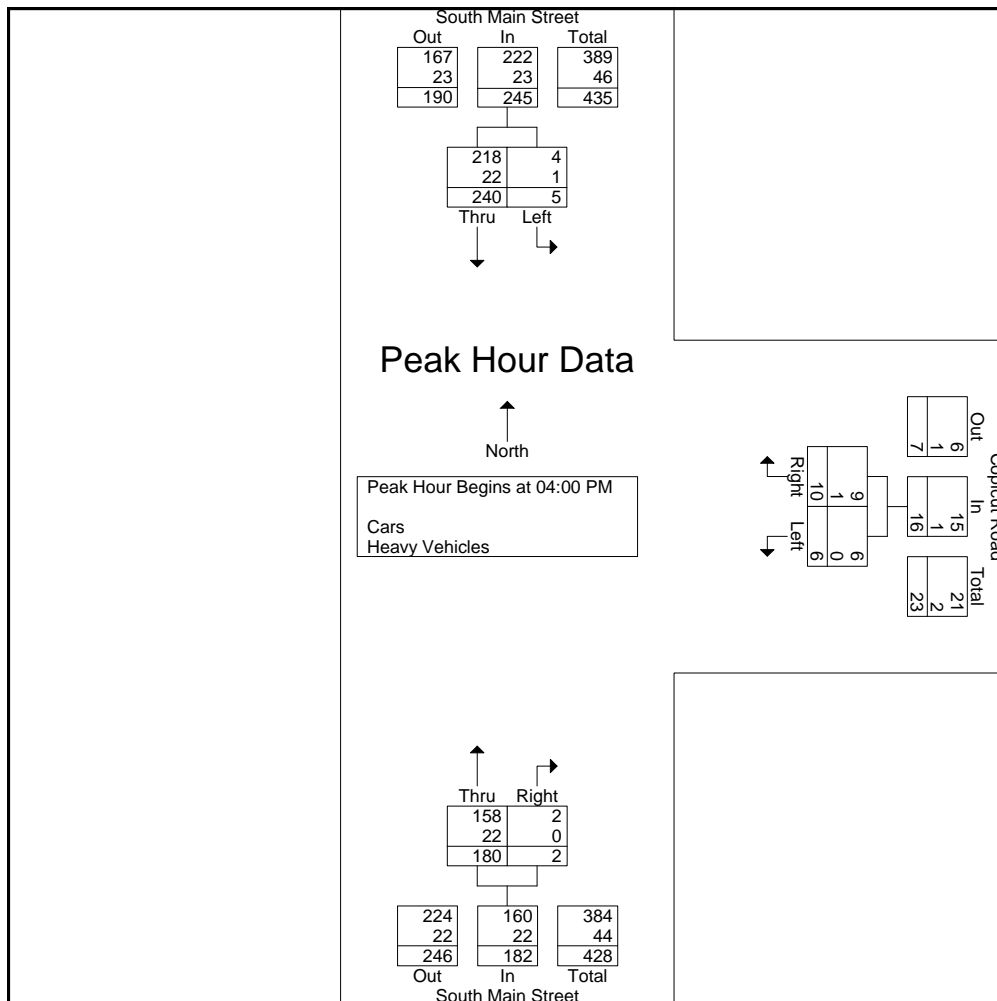 South Main Street
Out In Total
167 222 389
23 23 46
190 245 435
218 4
22 1
240 5
Thru Left
Peak Hour Data
North
Peak Hour Begins at 04:00 PM
Cars
Heavy Vehicles
Right Left
9 6
1 0
10 6
Copicut Road
Out In Total
6 15 21
1 1 2
7 16 23
Thru Right
158 2
22 0
180 2
224 160 384
22 22 44
246 182 428
Out In Total
South Main Street